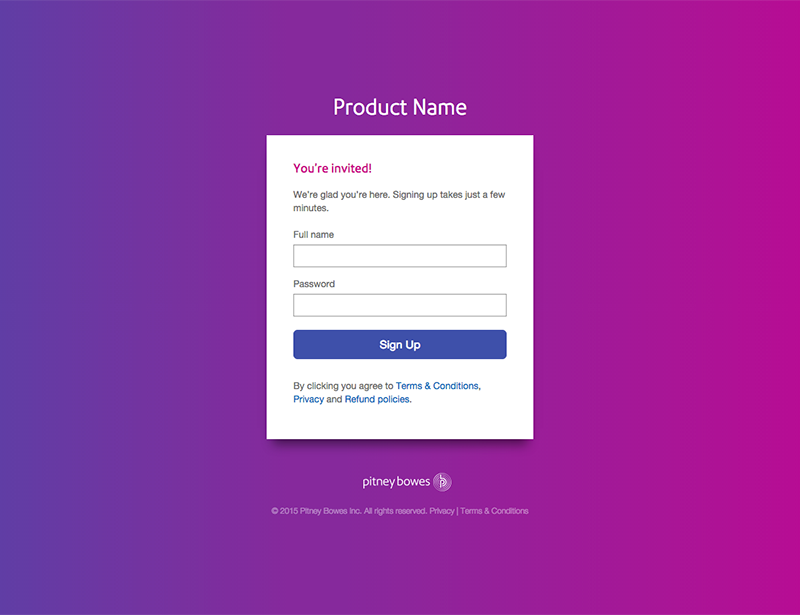 Product Name
You're invited!
We're glad you're here. Signing up takes just a few
minutes.
Full name
Password
Sign Up
By clicking you agree to Terms & Conditions,
Privacy and Refund policies.
pitney bowes
© 2015 Pitney Bowes inc. All rights reserved. Privacy | Terms & Conditions